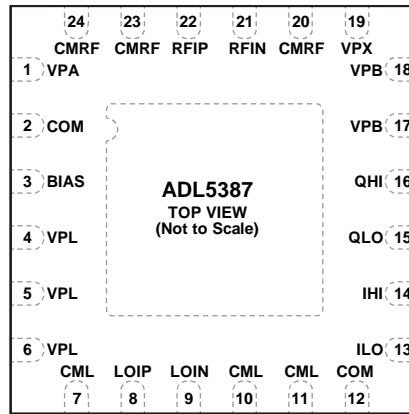 24 23 22 21 20 19
CMRF CMRF RFIP RFIN CMRF VPX
1 VPA VPB 18
2 COM VPB 17
3 BIAS QHI 16
ADL5387
TOP VIEW
(Not to Scale)
4 VPL QLO 15
5 VPL IHI 14
6 VPL ILO 13
CML LOIP LOIN CML CML COM
7 8 9 10 11 12